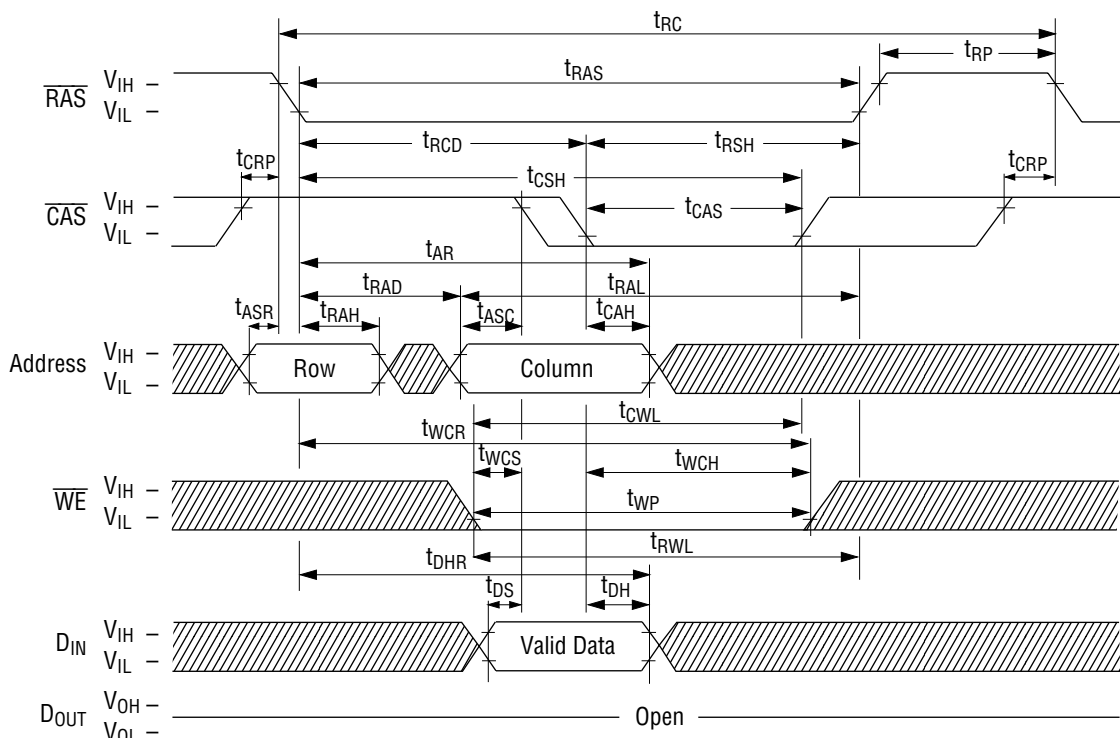 tRC
tRP
RAS VIH –
VIL –
tRAS
tRCD tRSH
tCRP tCSH tCRP
CAS VIH –
VIL –
tCAS
tAR
tRAD tRAL
tASR tRAH tASC tCAH
Address VIH –
VIL –
Row Column
tCWL
tWCR
tWCS tWCH
WE VIH –
VIL –
tWP
tRWL
tDHR
tDS tDH
DIN VIH –
VIL –
Valid Data
DOUT VOH –
VOL –
Open